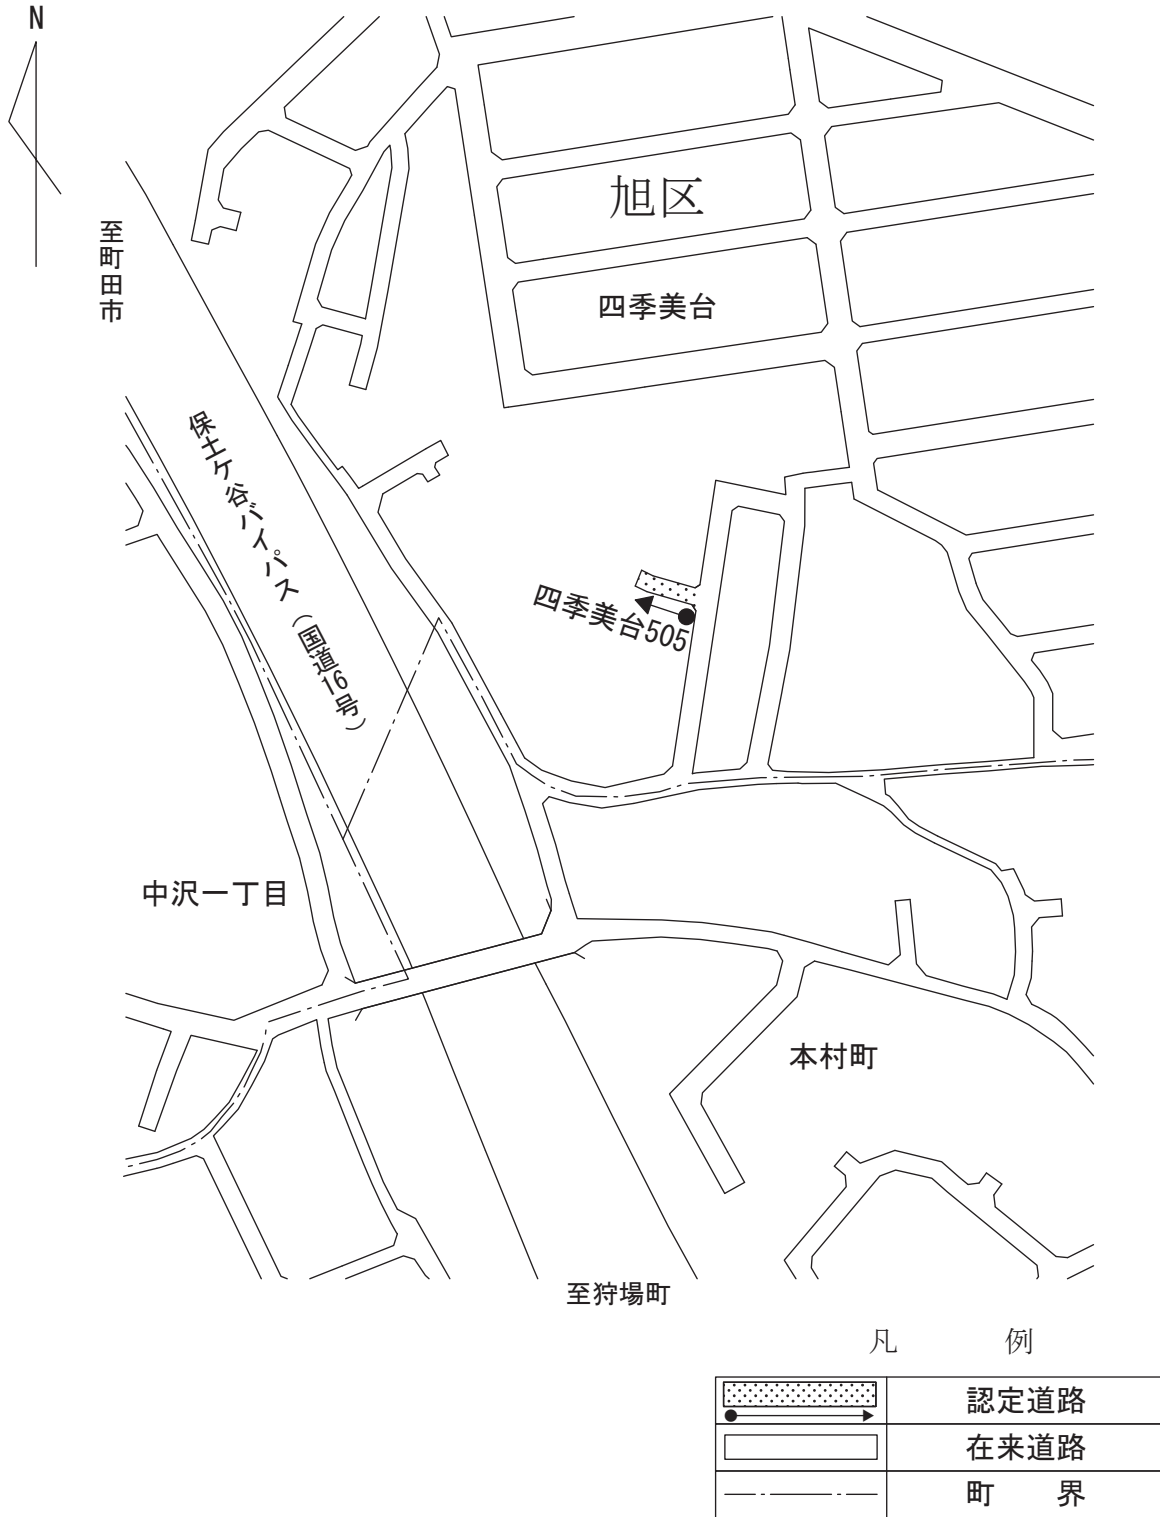 N
至町田市
旭区
四季美台
保土ケ谷バイパス(国道16号)
四季美台505
中沢一丁目
本村町
至狩場町
凡 例
認定道路
在来道路
町 界